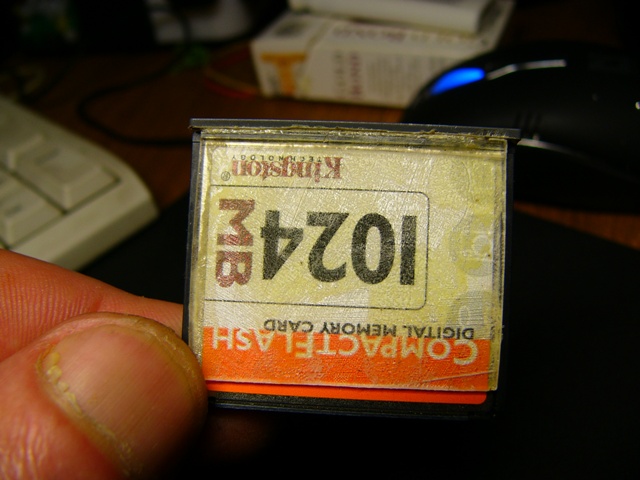 COMPACTFLASH
DIGITAL MEMORY CARD
1024
MB
Kingston®
TECHNOLOGY